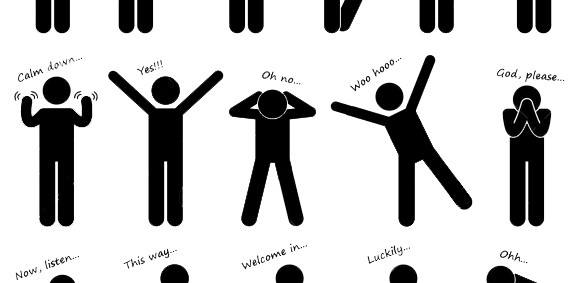 Calm down...
Yes!!!
Oh no...
Woo hooo...
God, please...
Now, listen...
This way...
Welcome in...
Luckily...
Ohh...